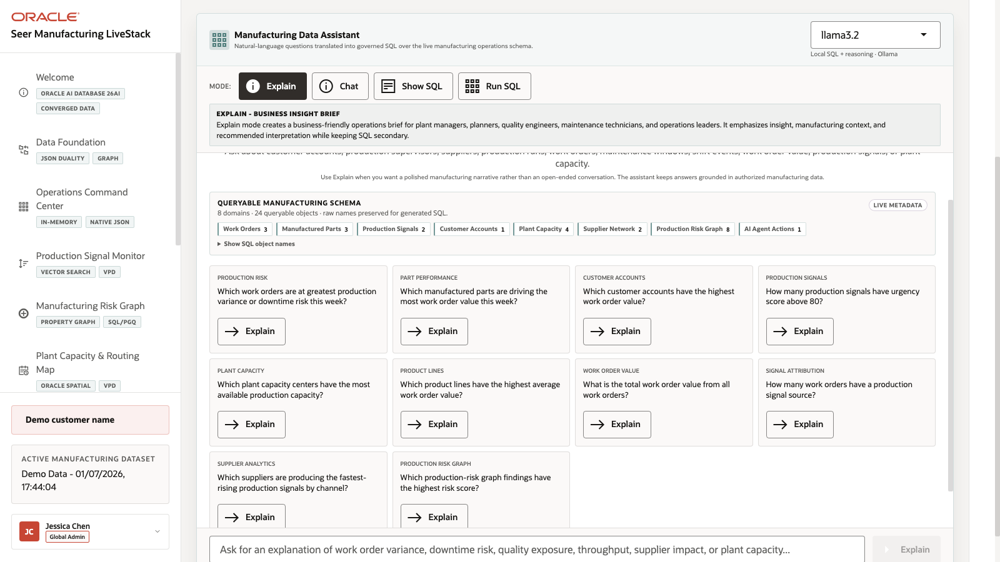 ORACLE
Seer Manufacturing LiveStack
Welcome
ORACLE AI DATABASE 26AI
CONVERGED DATA
Data Foundation
JSON DUALITY
GRAPH
Operations Command
Center
IN-MEMORY
NATIVE JSON
Production Signal Monitor
VECTOR SEARCH
VPD
Manufacturing Risk Graph
PROPERTY GRAPH
SQL/PGQ
Plant Capacity & Routing
Map
ORACLE SPATIAL
VPD
Demo customer name
ACTIVE MANUFACTURING DATASET
Demo Data - 01/07/2026,
17:44:04
JC
Jessica Chen
Global Admin
Manufacturing Data Assistant
Natural-language questions translated into governed SQL over the live manufacturing operations schema.
llama3.2
Local SQL + reasoning · Ollama
MODE:
Explain
Chat
Show SQL
Run SQL
EXPLAIN - BUSINESS INSIGHT BRIEF
Explain mode creates a business-friendly operations brief for plant managers, planners, quality engineers, maintenance technicians, and operations leaders. It emphasizes insight, manufacturing context, and
recommended interpretation while keeping SQL secondary.
Ask about customer accounts, production supervisors, suppliers, production runs, work orders, maintenance windows, shift events, work order value, production signals, or plant
capacity.
Use Explain when you want a polished manufacturing narrative rather than an open-ended conversation. The assistant keeps answers grounded in authorized manufacturing data.
QUERYABLE MANUFACTURING SCHEMA
LIVE METADATA
8 domains · 24 queryable objects · raw names preserved for generated SQL.
Work Orders 3
Manufactured Parts 3
Production Signals 2
Customer Accounts 1
Plant Capacity 4
Supplier Network 2
Production Risk Graph 8
AI Agent Actions 1
Show SQL object names
PRODUCTION RISK
Which work orders are at greatest production
variance or downtime risk this week?
Explain
PART PERFORMANCE
Which manufactured parts are driving the
most work order value this week?
Explain
CUSTOMER ACCOUNTS
Which customer accounts have the highest
work order value?
Explain
PRODUCTION SIGNALS
How many production signals have urgency
score above 80?
Explain
PLANT CAPACITY
Which plant capacity centers have the most
available production capacity?
Explain
PRODUCT LINES
Which product lines have the highest average
work order value?
Explain
WORK ORDER VALUE
What is the total work order value from all
work orders?
Explain
SIGNAL ATTRIBUTION
How many work orders have a production
signal source?
Explain
SUPPLIER ANALYTICS
Which suppliers are producing the fastest-
rising production signals by channel?
Explain
PRODUCTION RISK GRAPH
Which production-risk graph findings have
the highest risk score?
Explain
Ask for an explanation of work order variance, downtime risk, quality exposure, throughput, supplier impact, or plant capacity...
Explain